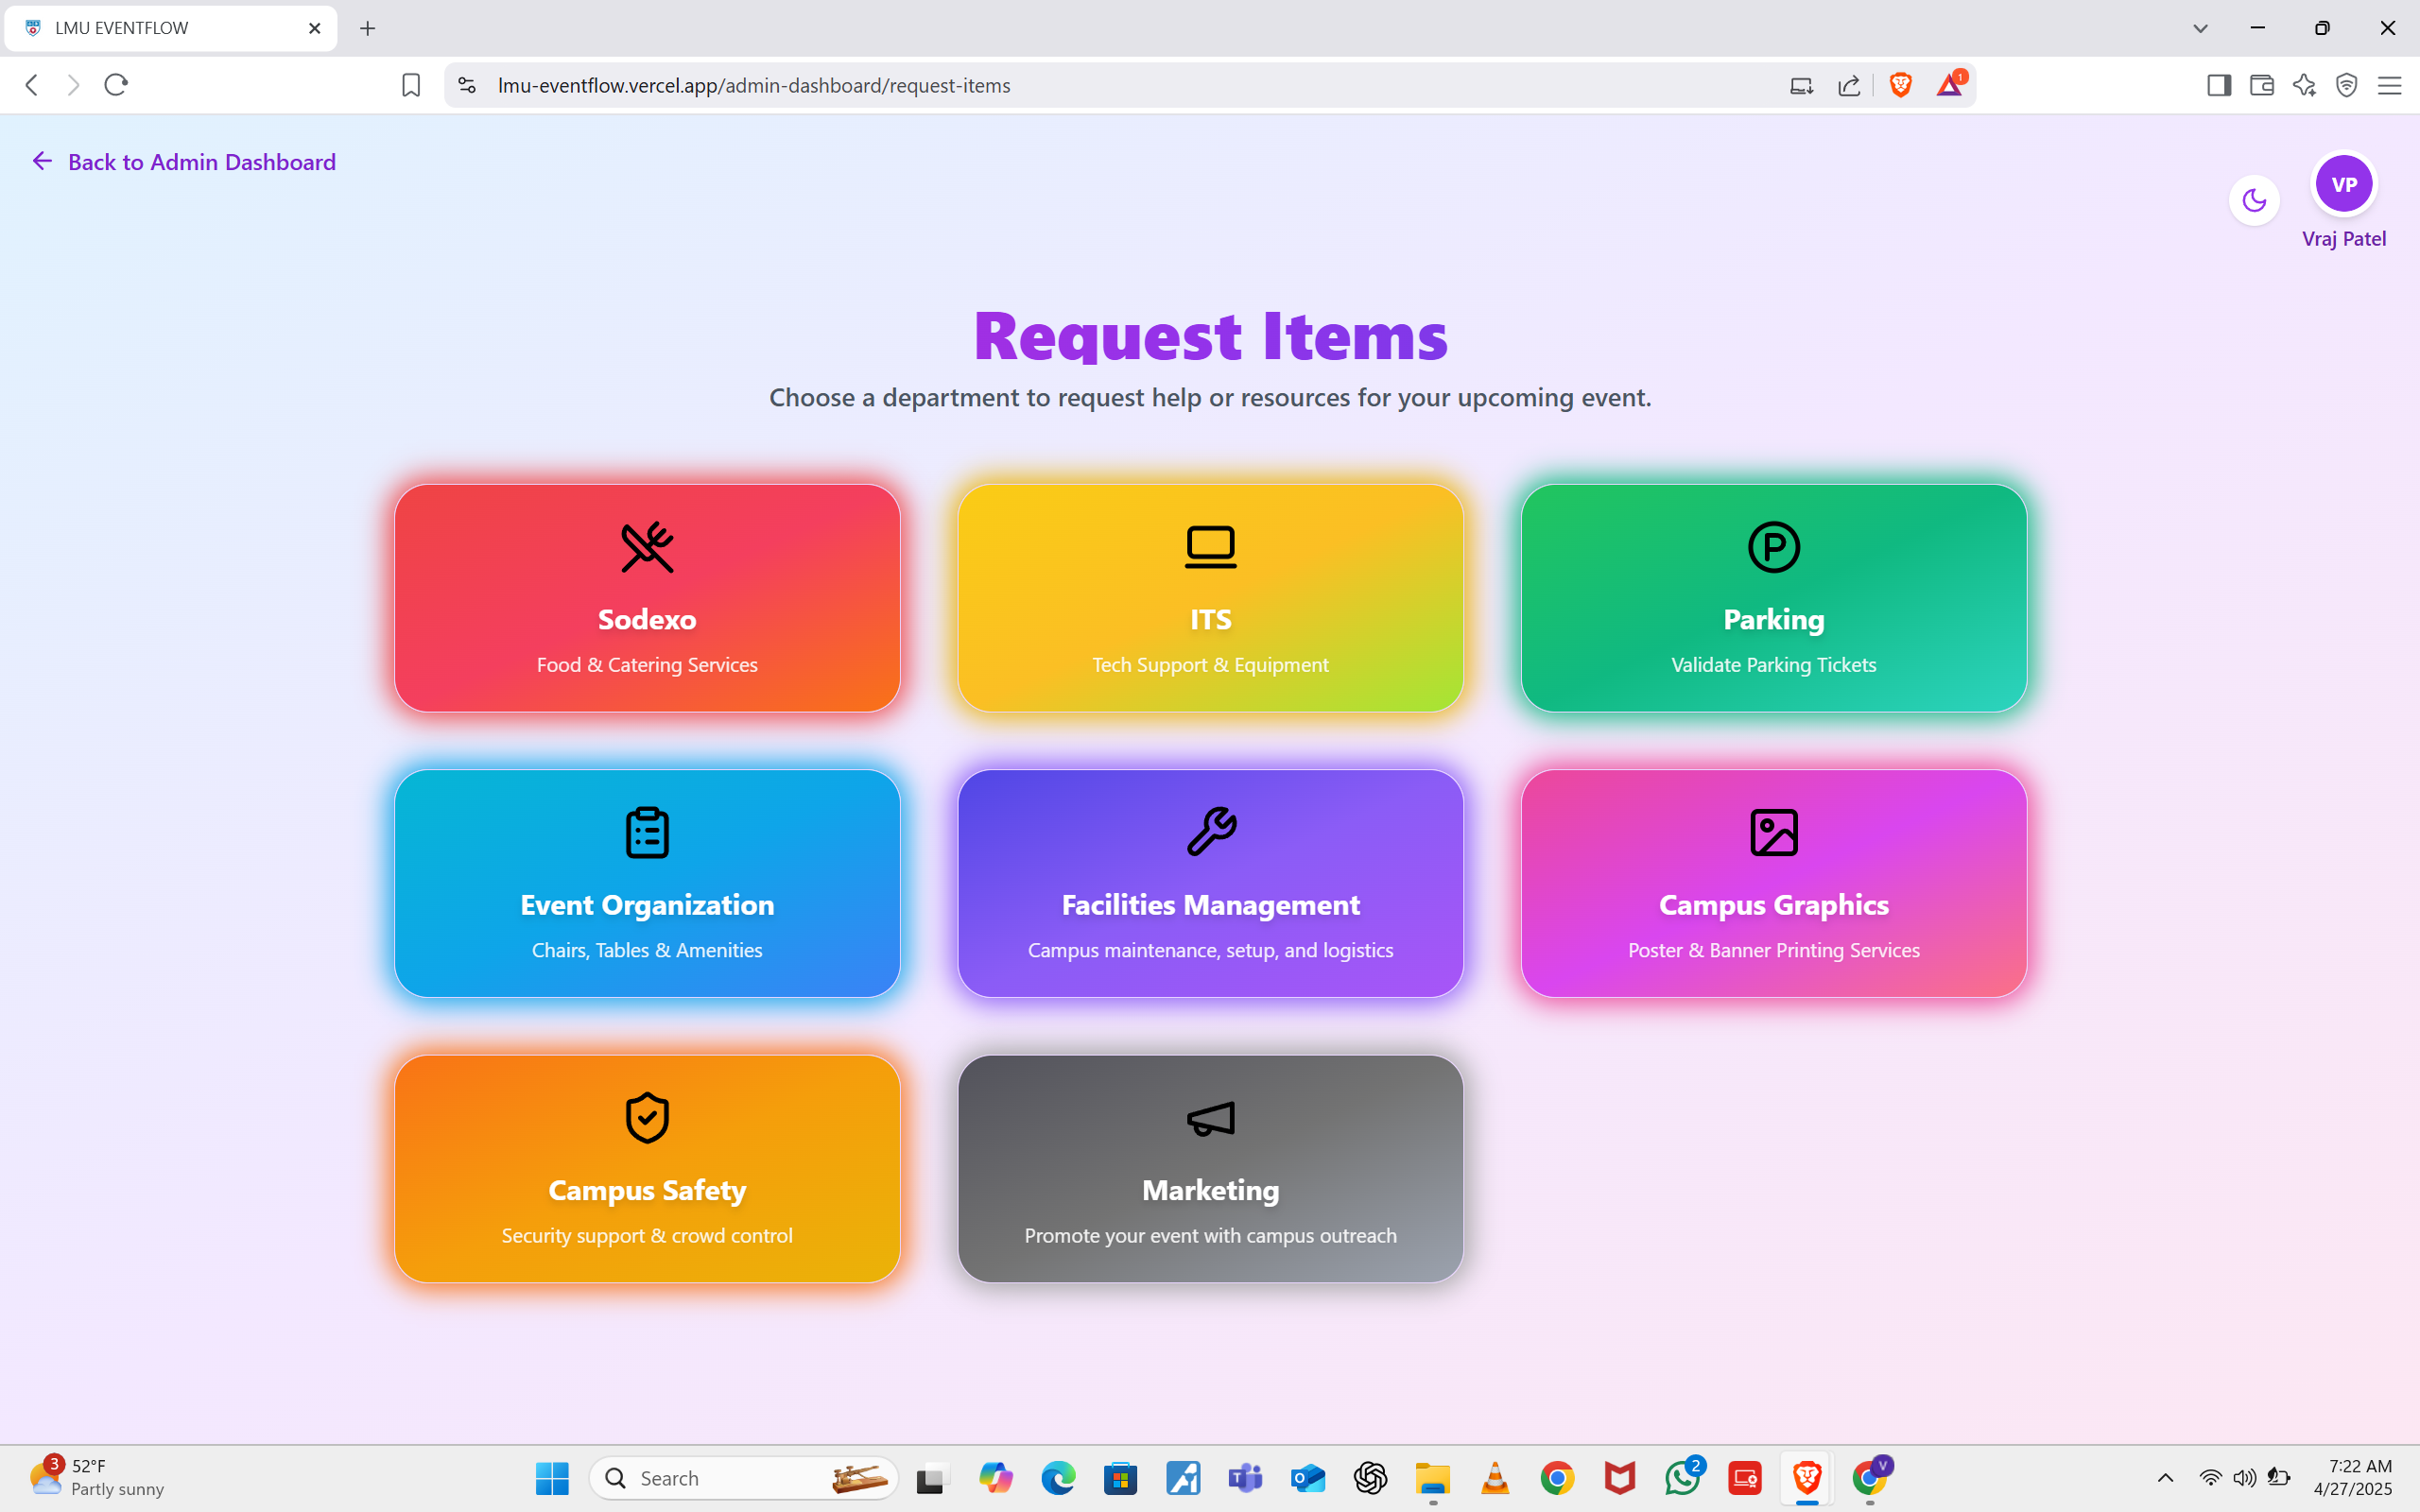 LMU EVENTFLOW
lmu-eventflow.vercel.app/admin-dashboard/request-items
1
Back to Admin Dashboard
VP
Vraj Patel
Request Items
Choose a department to request help or resources for your upcoming event.
Sodexo
Food & Catering Services
ITS
Tech Support & Equipment
P
Parking
Validate Parking Tickets
Event Organization
Chairs, Tables & Amenities
Facilities Management
Campus maintenance, setup, and logistics
Campus Graphics
Poster & Banner Printing Services
Campus Safety
Security support & crowd control
Marketing
Promote your event with campus outreach
3
52°F
Partly sunny
Search
2
V
7:22 AM
4/27/2025